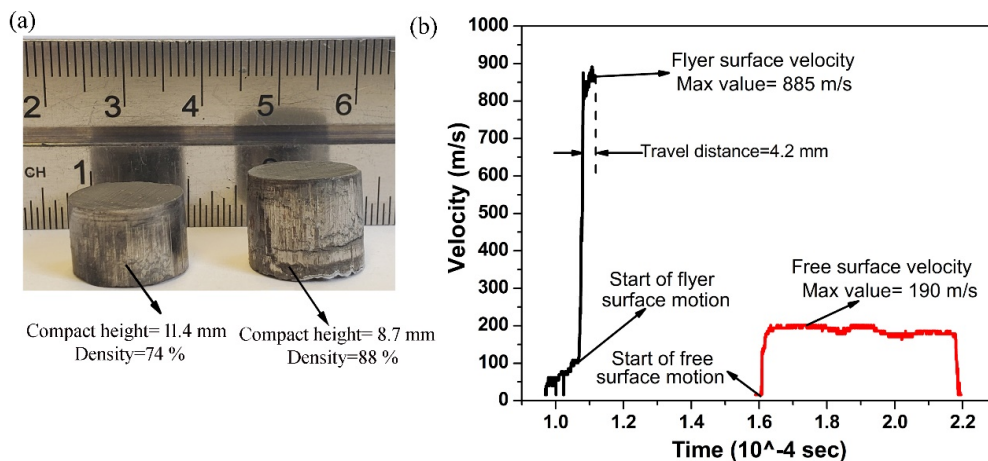 (a)
2 3 4 5 6
CH 1
Compact height= 11.4 mm
Density=74 %
Compact height= 8.7 mm
Density=88 %
(b)
1000
900
800
700
600
500
400
300
200
100
0
Velocity (m/s)
Flyer surface velocity
Max value= 885 m/s
Travel distance=4.2 mm
Start of flyer
surface motion
Free surface velocity
Max value= 190 m/s
Start of free
surface motion
1.0 1.2 1.4 1.6 1.8 2.0 2.2
Time (10^-4 sec)